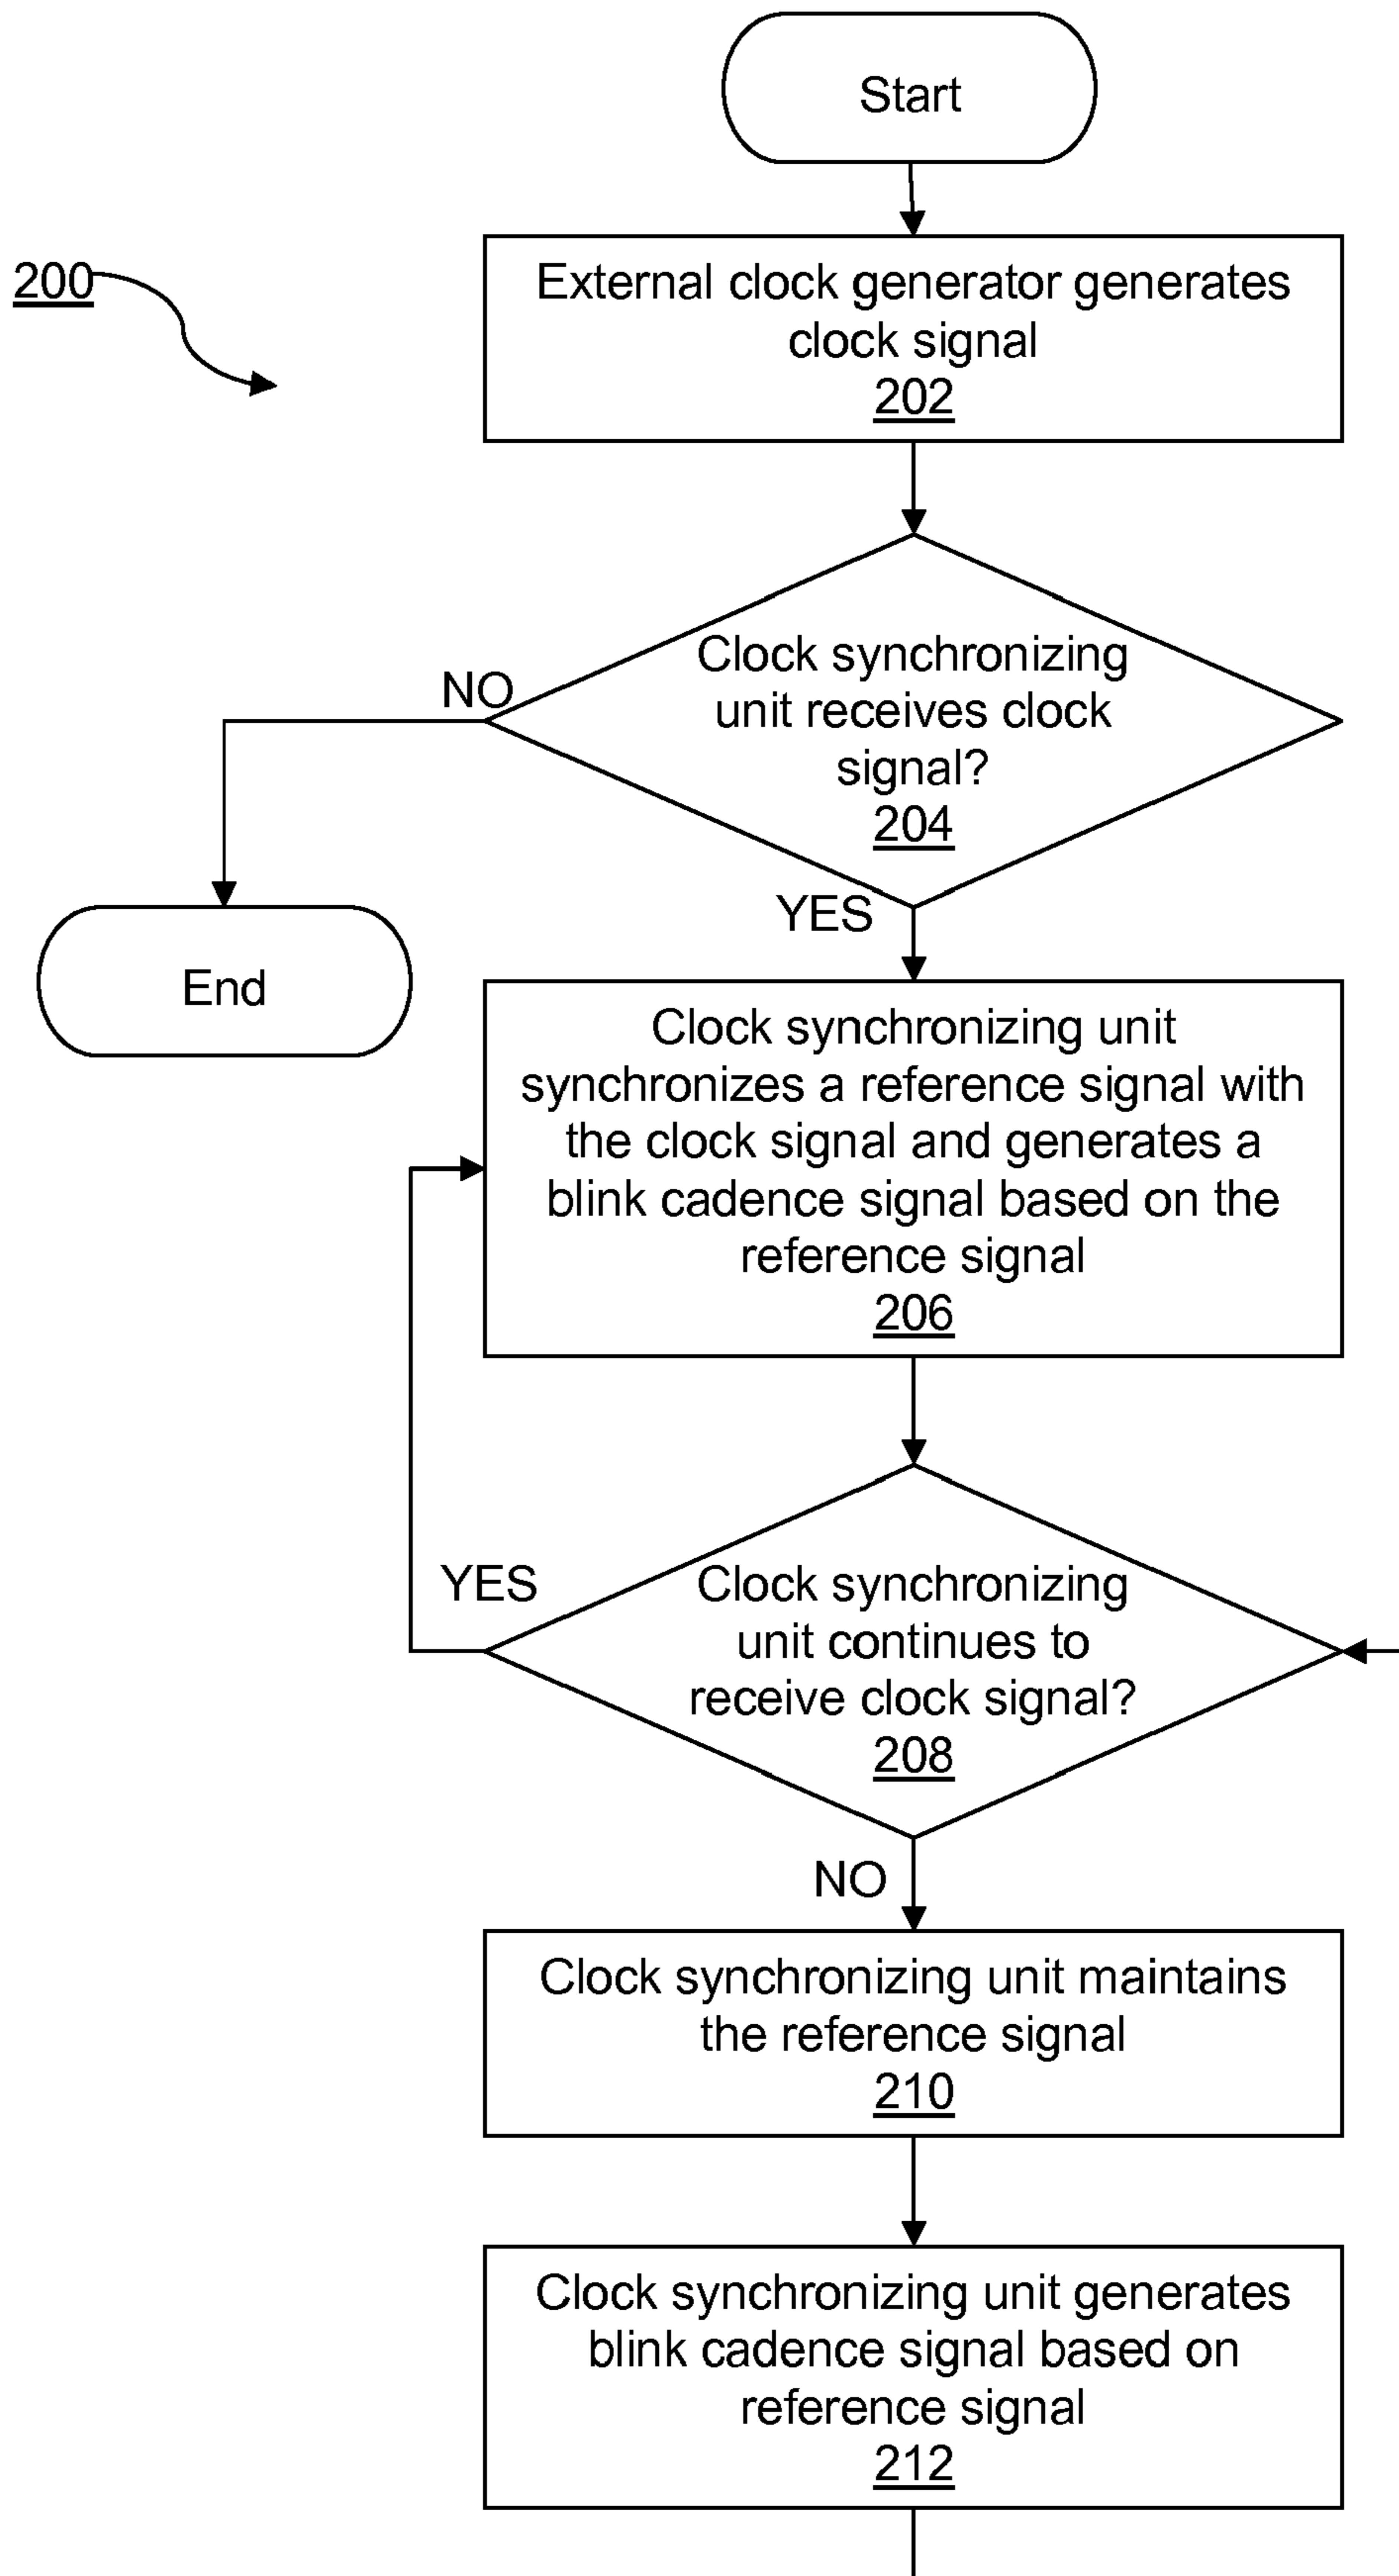 Start
200
External clock generator generates
clock signal
202
Clock synchronizing
unit receives clock
signal?
204
NO
YES
End
Clock synchronizing unit
synchronizes a reference signal with
the clock signal and generates a
blink cadence signal based on the
reference signal
206
YES
Clock synchronizing
unit continues to
receive clock signal?
208
NO
Clock synchronizing unit maintains
the reference signal
210
Clock synchronizing unit generates
blink cadence signal based on
reference signal
212